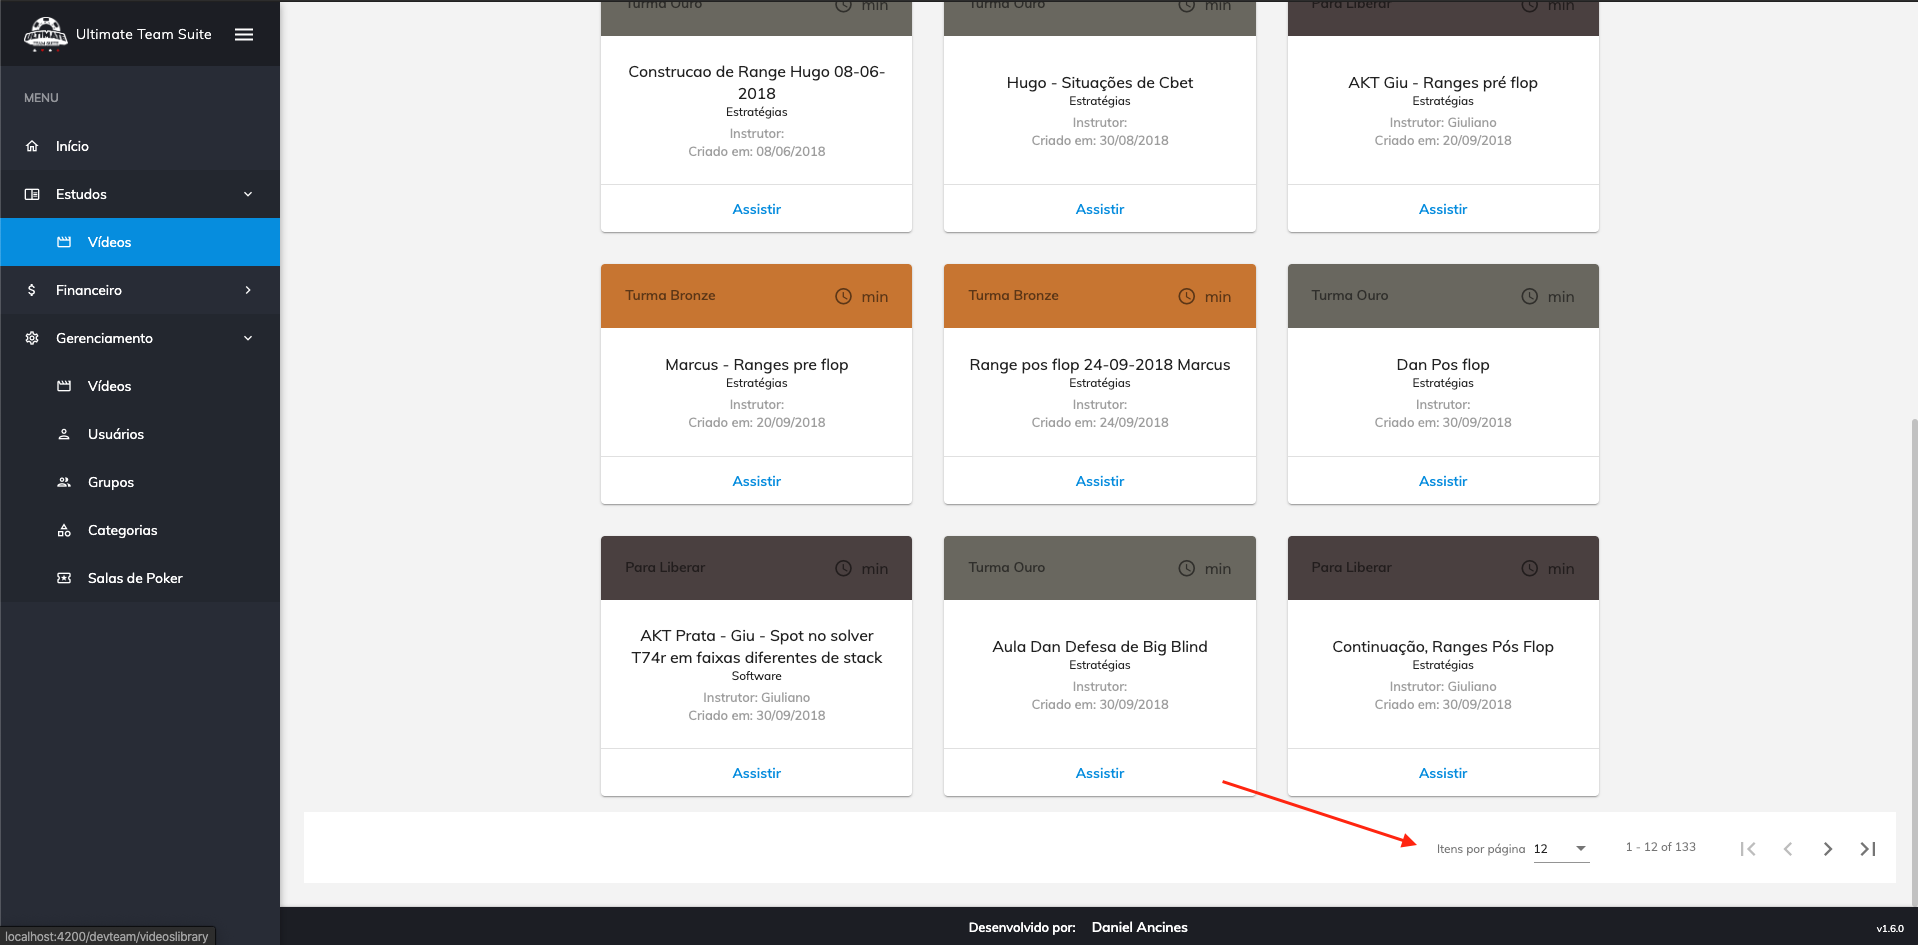 Ultimate Team Suite
MENU
Início
Estudos
Vídeos
Financeiro
Gerenciamento
Vídeos
Usuários
Grupos
Categorias
Salas de Poker
localhost:4200/devteam/videoslibrary
Turma Ouro min
Construcao de Range Hugo 08-06-
2018
Estratégias
Instrutor:
Criado em: 08/06/2018
Assistir
Turma Ouro min
Hugo - Situações de Cbet
Estratégias
Instrutor:
Criado em: 30/08/2018
Assistir
Para Liberar min
AKT Giu - Ranges pré flop
Estratégias
Instrutor: Giuliano
Criado em: 20/09/2018
Assistir
Turma Bronze min
Marcus - Ranges pre flop
Estratégias
Instrutor:
Criado em: 20/09/2018
Assistir
Turma Bronze min
Range pos flop 24-09-2018 Marcus
Estratégias
Instrutor:
Criado em: 24/09/2018
Assistir
Turma Ouro min
Dan Pos flop
Estratégias
Instrutor:
Criado em: 30/09/2018
Assistir
Para Liberar min
AKT Prata - Giu - Spot no solver
T74r em faixas diferentes de stack
Software
Instrutor: Giuliano
Criado em: 30/09/2018
Assistir
Turma Ouro min
Aula Dan Defesa de Big Blind
Estratégias
Instrutor:
Criado em: 30/09/2018
Assistir
Para Liberar min
Continuação, Ranges Pós Flop
Estratégias
Instrutor: Giuliano
Criado em: 30/09/2018
Assistir
Itens por página 12 1 - 12 of 133
Desenvolvido por: Daniel Ancines
v1.6.0